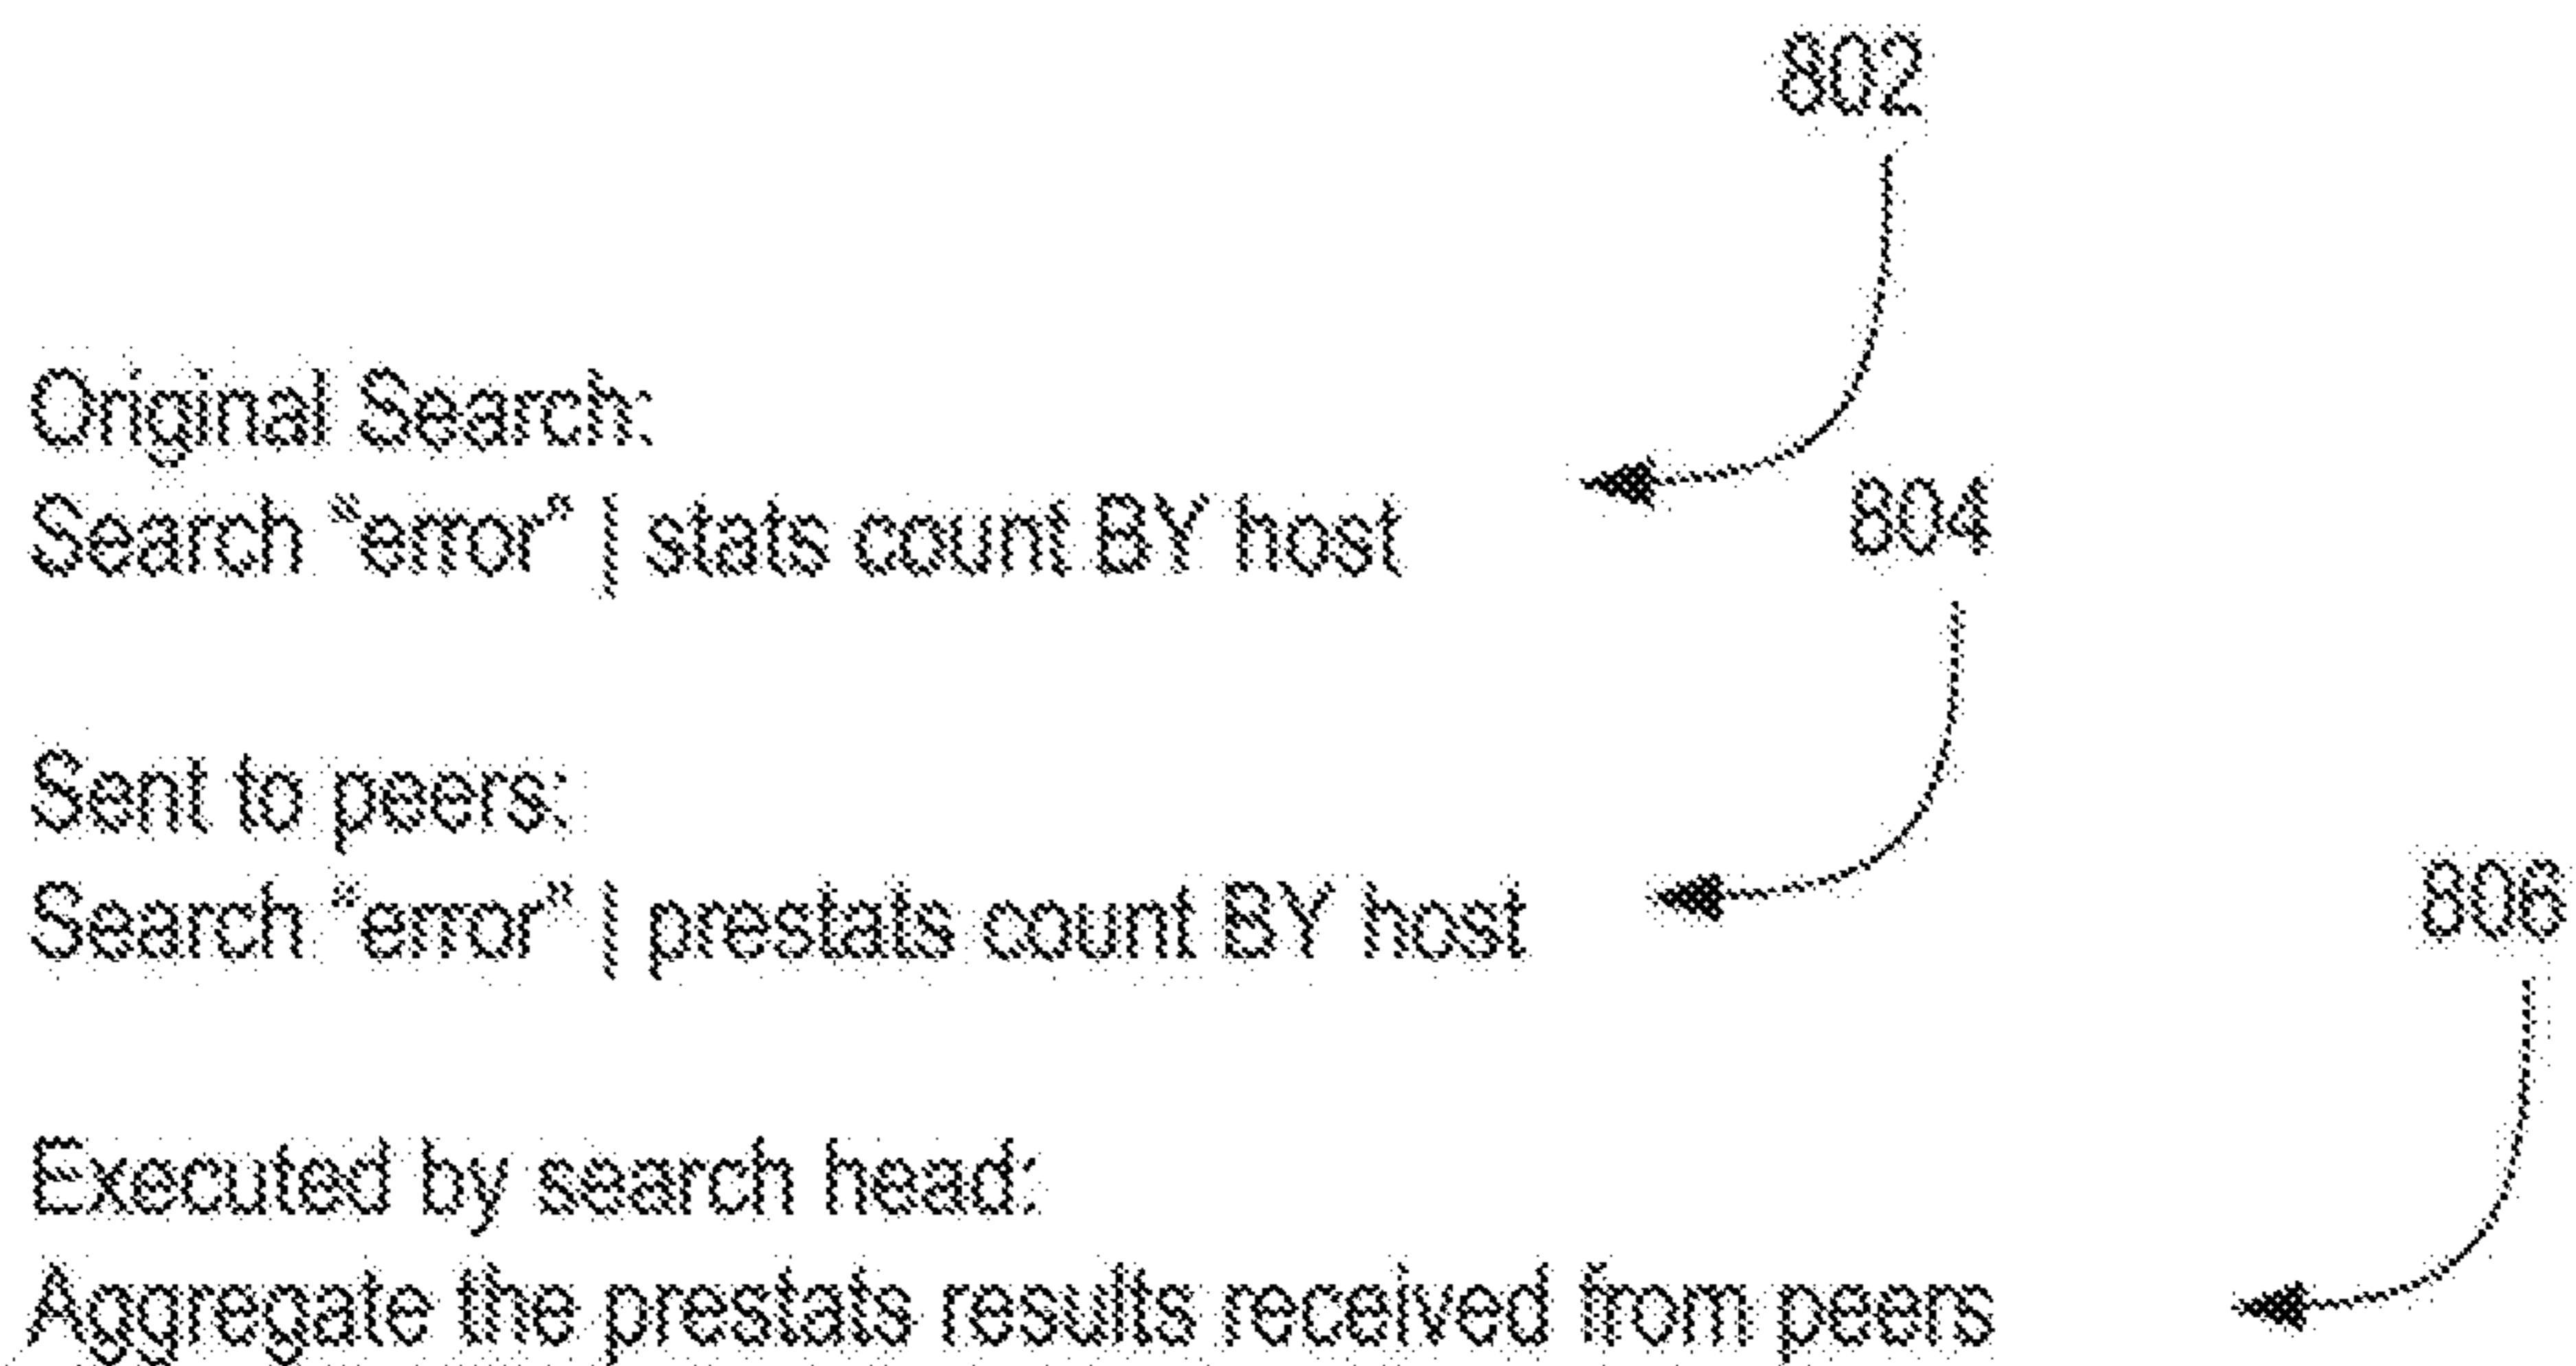 802
Original Search:
Search "error" | stats count BY host
804
Sent to peers:
Search "error" | prestats count BY host
806
Executed by search head:
Aggregate the prestats results received from peers